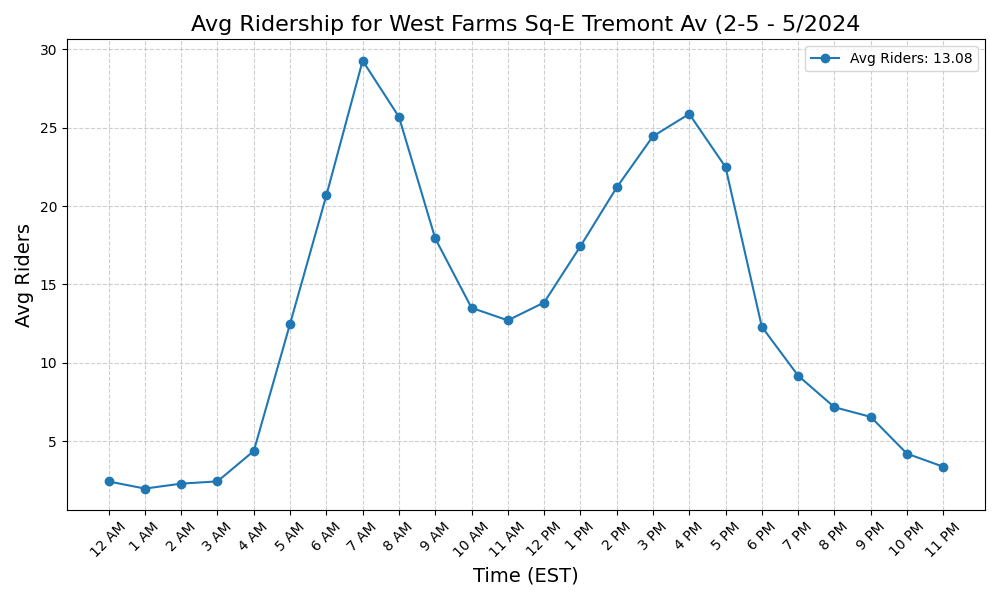 Avg Ridership for West Farms Sq-E Tremont Av (2-5 - 5/2024
Avg Riders: 13.08
Avg Riders
30
25
20
15
10
5
12 AM
1 AM
2 AM
3 AM
4 AM
5 AM
6 AM
7 AM
8 AM
9 AM
10 AM
11 AM
12 PM
1 PM
2 PM
3 PM
4 PM
5 PM
6 PM
7 PM
8 PM
9 PM
10 PM
11 PM
Time (EST)